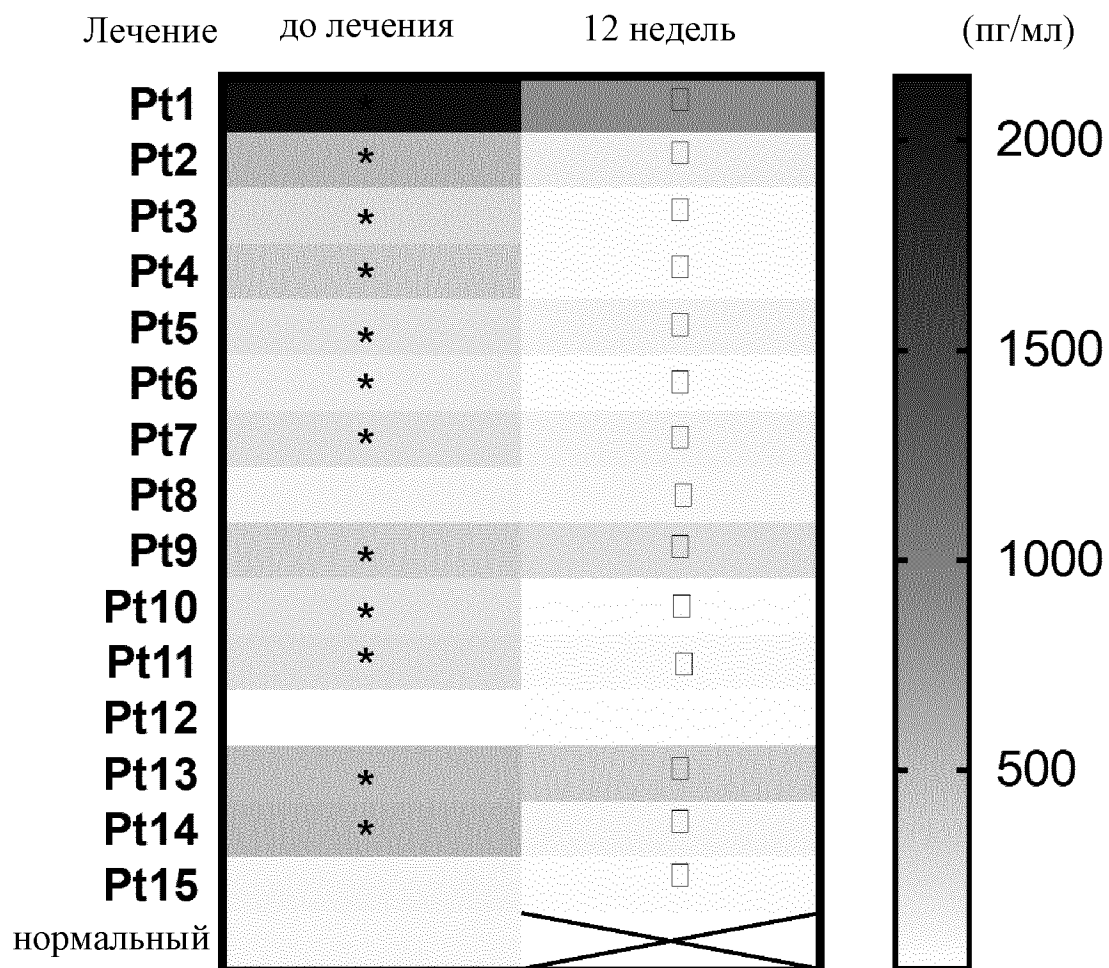 Лечение до лечения 12 недель (пг/мл)
Pt1 * ▯
2000
Pt2 * ▯
Pt3 * ▯
Pt4 * ▯
Pt5 * ▯
1500
Pt6 * ▯
Pt7 * ▯
Pt8 ▯
Pt9 * ▯
1000
Pt10 * ▯
Pt11 * ▯
Pt12
Pt13 * ▯
500
Pt14 * ▯
Pt15 ▯
нормальный